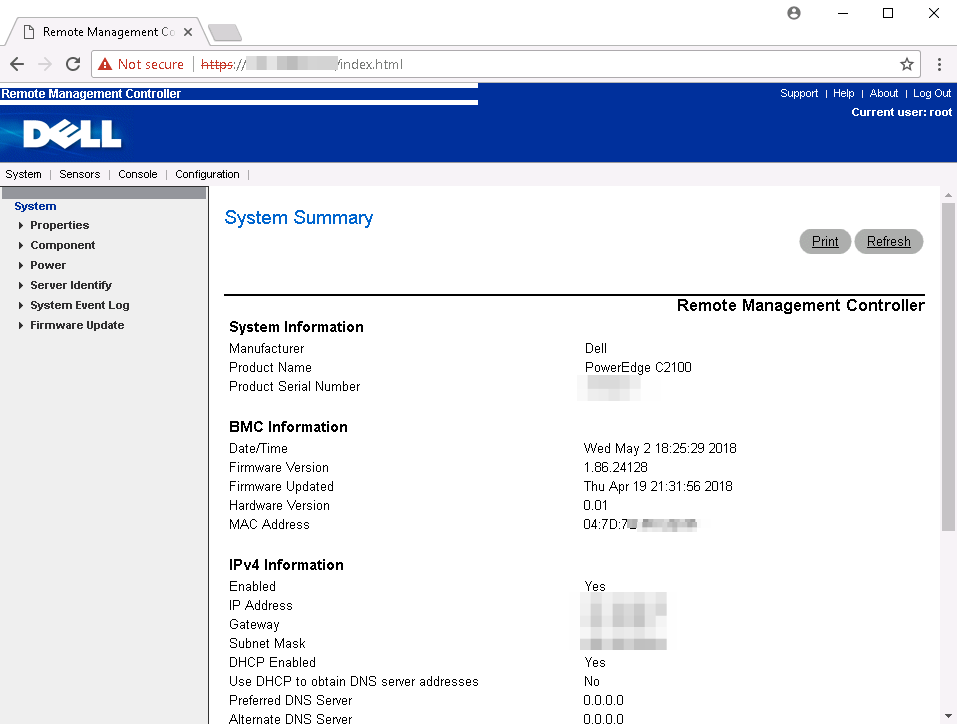 Remote Management Co
Not secure https:// /index.html
Remote Management Controller
Support | Help | About | Log Out
Current user: root
DELL
System | Sensors | Console | Configuration |
System
Properties
Component
Power
Server Identify
System Event Log
Firmware Update
System Summary
Print Refresh
Remote Management Controller
System Information
Manufacturer Dell
Product Name PowerEdge C2100
Product Serial Number
BMC Information
Date/Time Wed May 2 18:25:29 2018
Firmware Version 1.86.24128
Firmware Updated Thu Apr 19 21:31:56 2018
Hardware Version 0.01
MAC Address 04:7D:7
IPv4 Information
Enabled Yes
IP Address
Gateway
Subnet Mask
DHCP Enabled Yes
Use DHCP to obtain DNS server addresses No
Preferred DNS Server 0.0.0.0
Alternate DNS Server 0.0.0.0